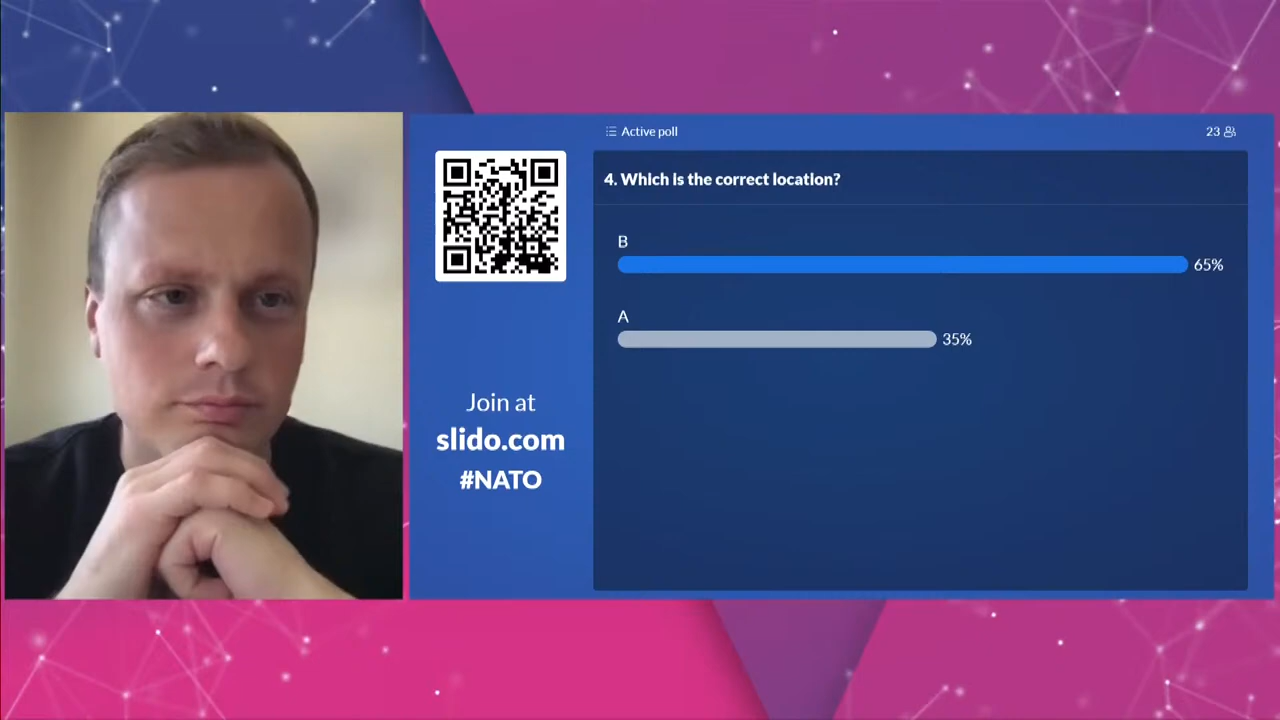 Active poll
23
4. Which is the correct location?
B
65%
A
35%
Join at
slido.com
#NATO